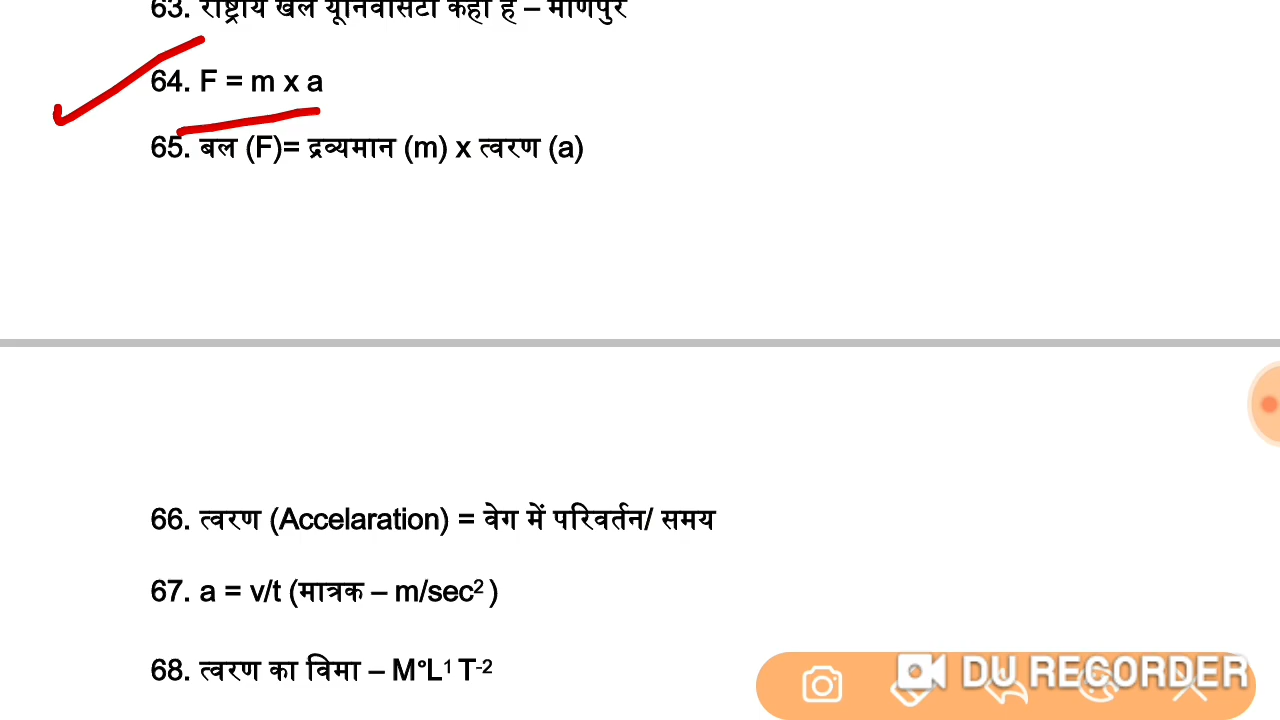 63. राष्ट्रीय खेल यूनिवर्सिटी कहाँ है – मणिपुर
64. F = m x a
65. बल (F)= द्रव्यमान (m) x त्वरण (a)
66. त्वरण (Accelaration) = वेग में परिवर्तन/ समय
67. a = v/t (मात्रक – m/sec² )
68. त्वरण का विमा – M°L¹ T⁻²
DU RECORDER